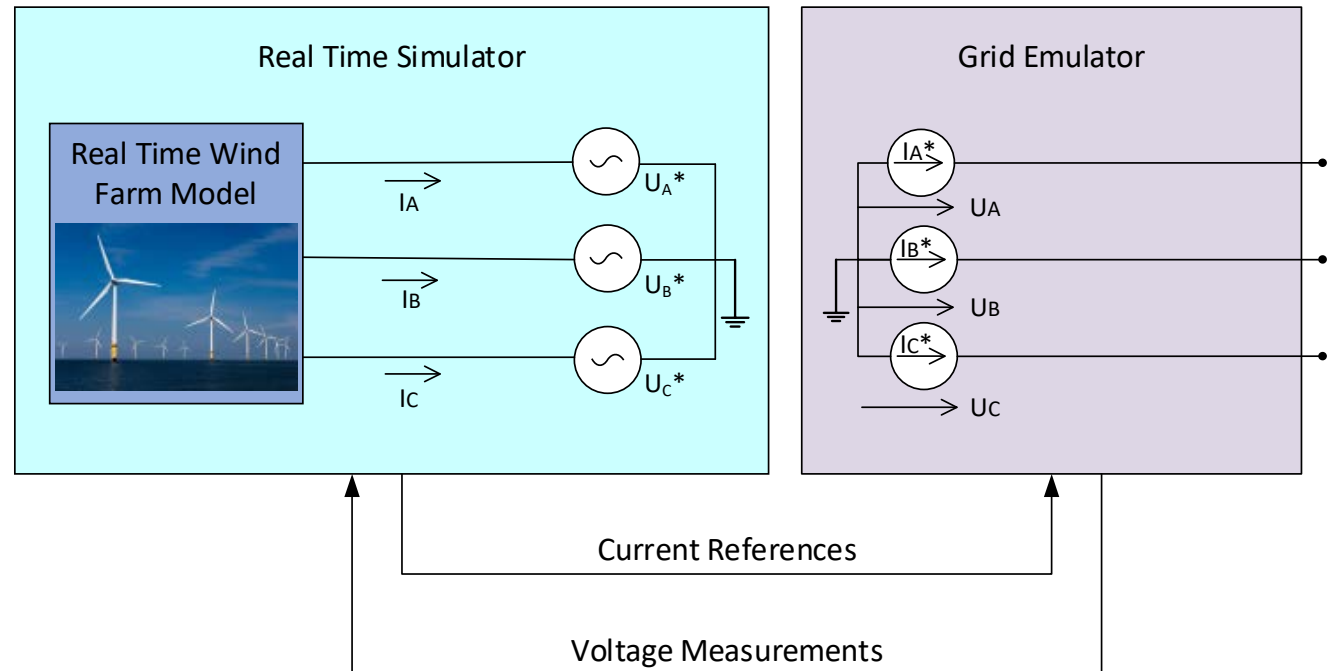 Real Time Simulator
Real Time Wind
Farm Model
IA
UA*
IB
UB*
IC
UC*
Grid Emulator
IA*
UA
IB*
UB
IC*
UC
Current References
Voltage Measurements